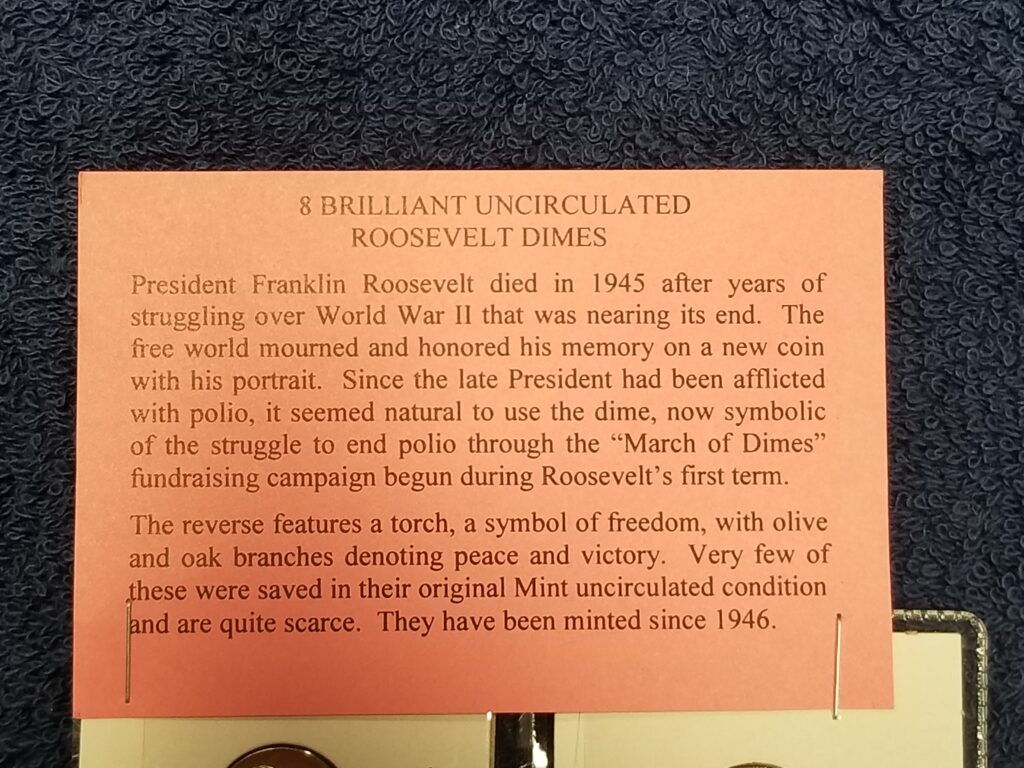 8 BRILLIANT UNCIRCULATED
ROOSEVELT DIMES
President Franklin Roosevelt died in 1945 after years of
struggling over World War II that was nearing its end. The
free world mourned and honored his memory on a new coin
with his portrait. Since the late President had been afflicted
with polio, it seemed natural to use the dime, now symbolic
of the struggle to end polio through the “March of Dimes”
fundraising campaign begun during Roosevelt’s first term.
The reverse features a torch, a symbol of freedom, with olive
and oak branches denoting peace and victory. Very few of
these were saved in their original Mint uncirculated condition
and are quite scarce. They have been minted since 1946.